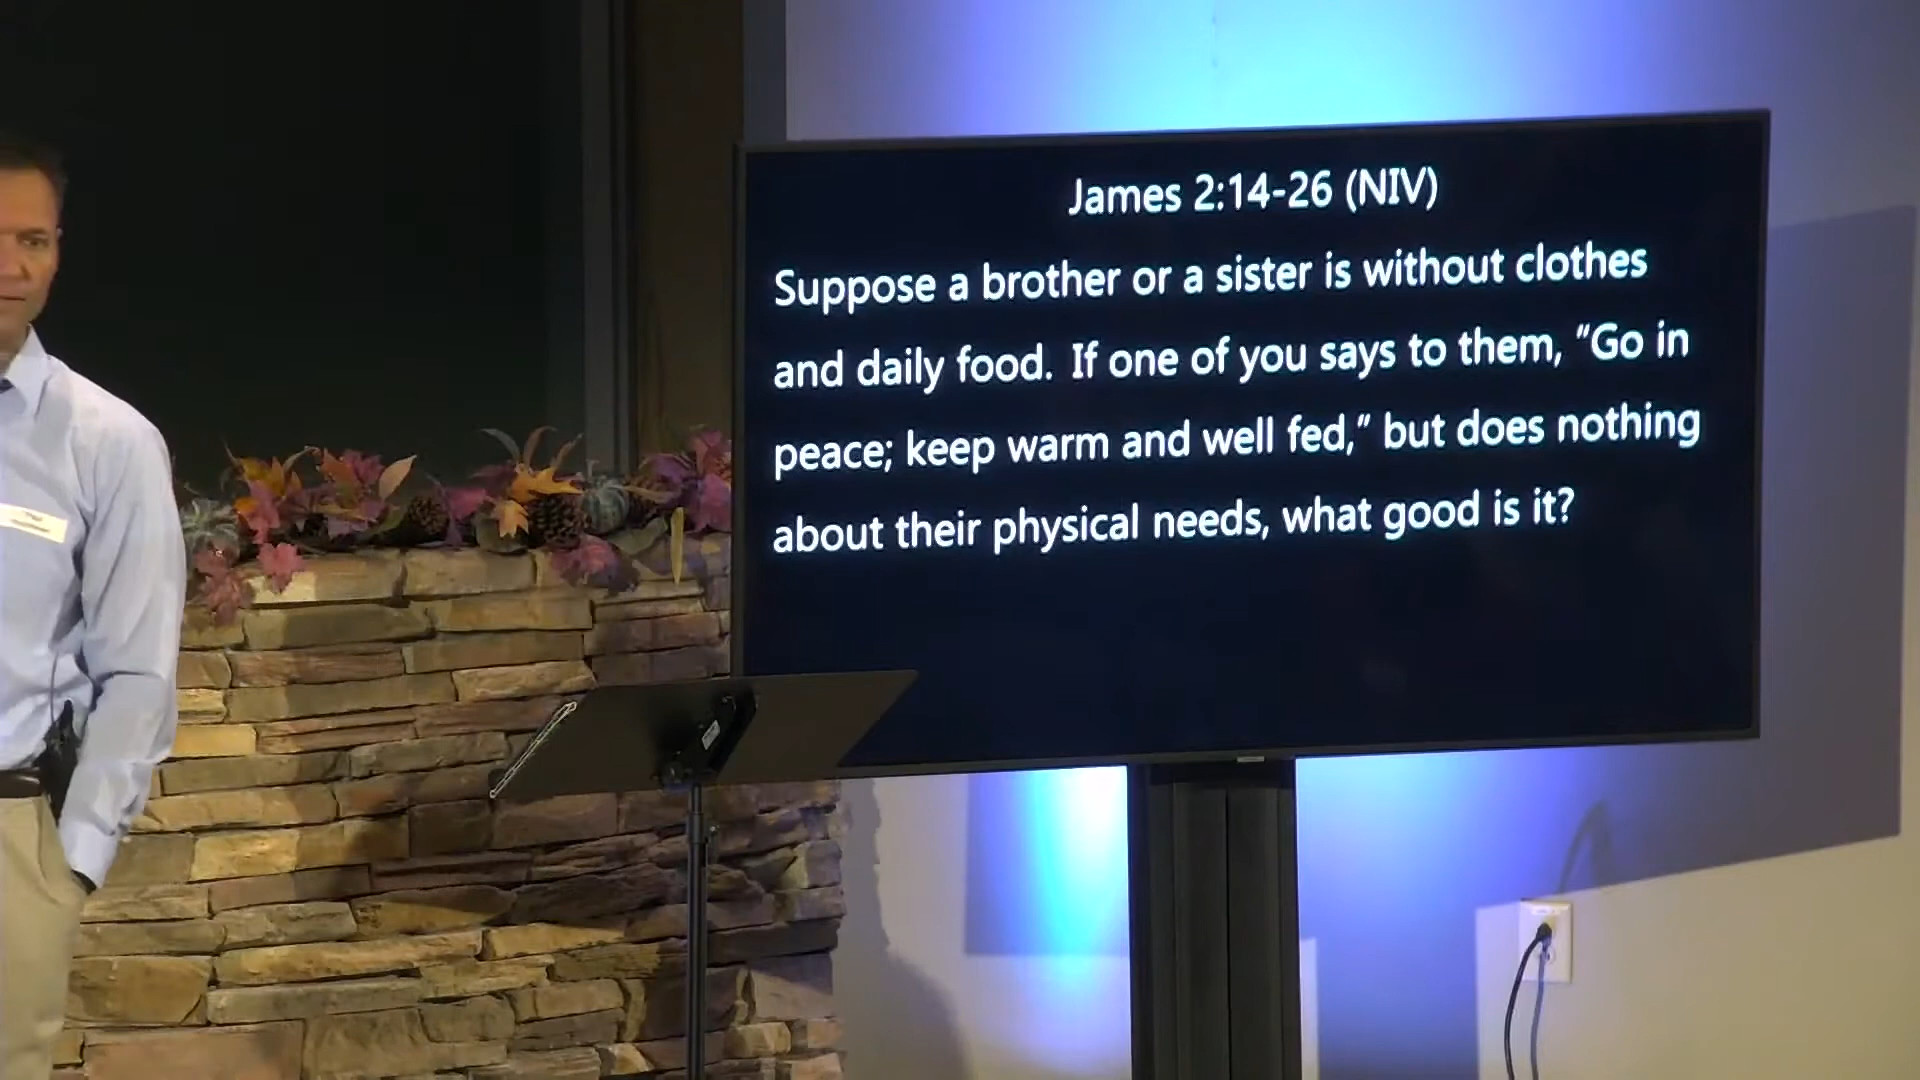 James 2:14-26 (NIV)
Suppose a brother or a sister is without clothes
and daily food. If one of you says to them, “Go in
peace; keep warm and well fed,” but does nothing
about their physical needs, what good is it?